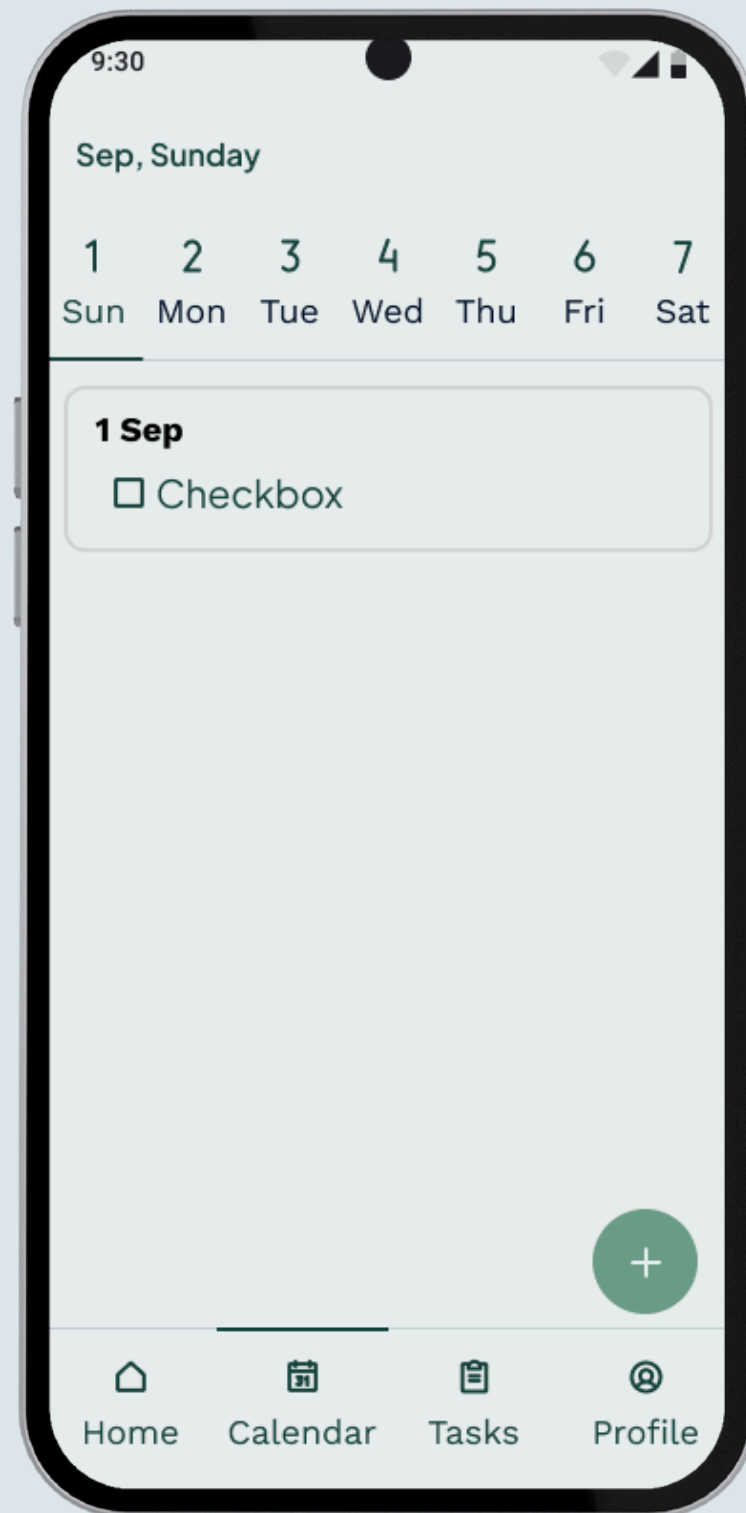 9:30
Sep, Sunday
1 2 3 4 5 6 7
Sun Mon Tue Wed Thu Fri Sat
1 Sep
Checkbox
+
31
Home Calendar Tasks Profile